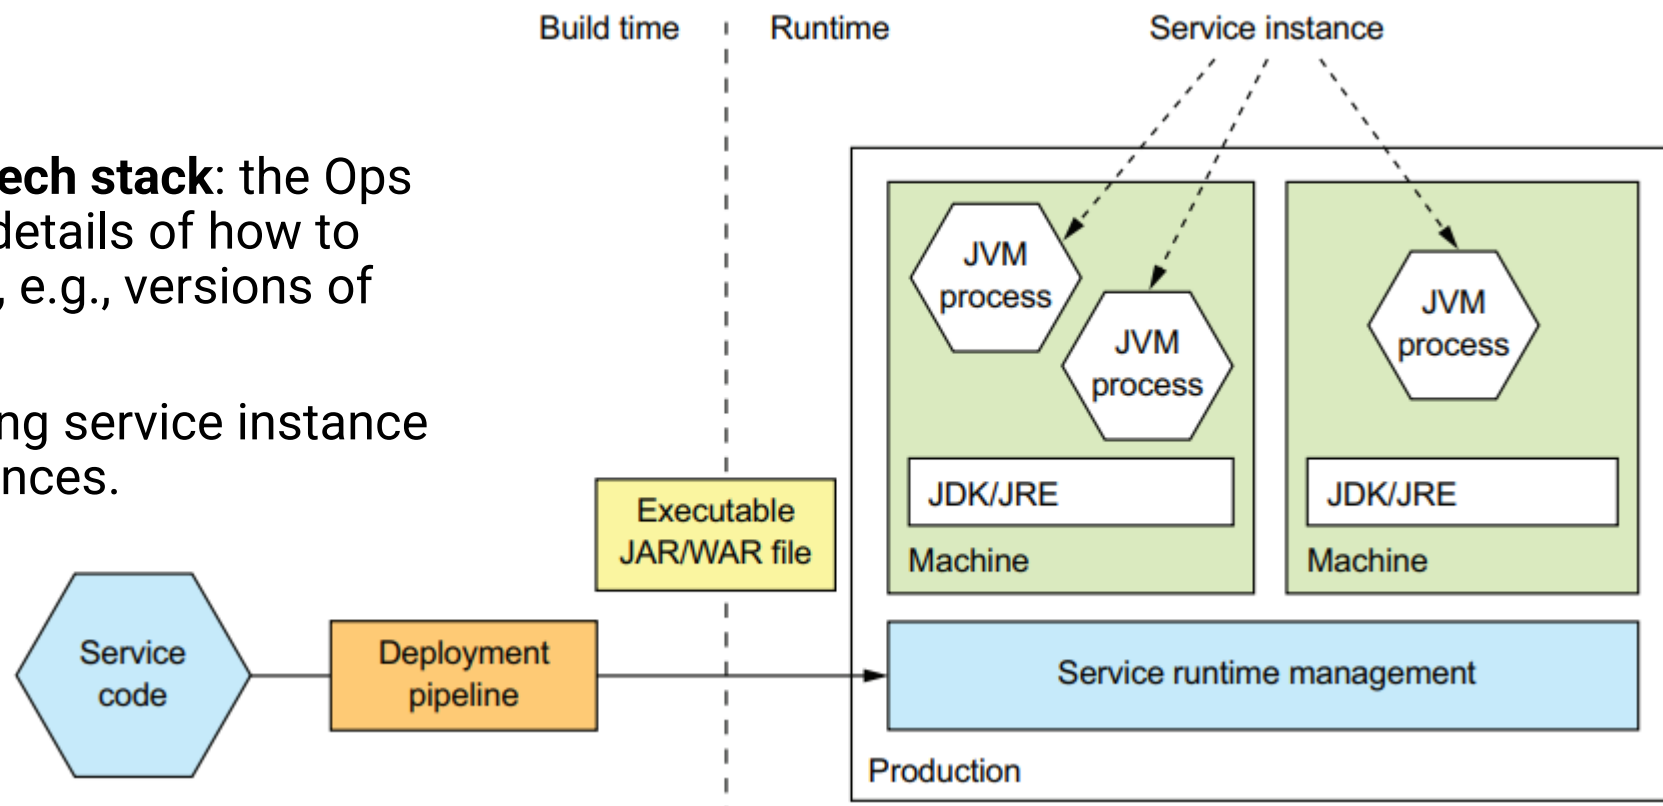 Build time
Runtime
Service instance
ech stack: the Ops
details of how to
, e.g., versions of
ng service instance
nces.
JVM
process
JVM
process
JVM
process
JDK/JRE
Machine
JDK/JRE
Machine
Executable
JAR/WAR file
Service
code
Deployment
pipeline
Service runtime management
Production